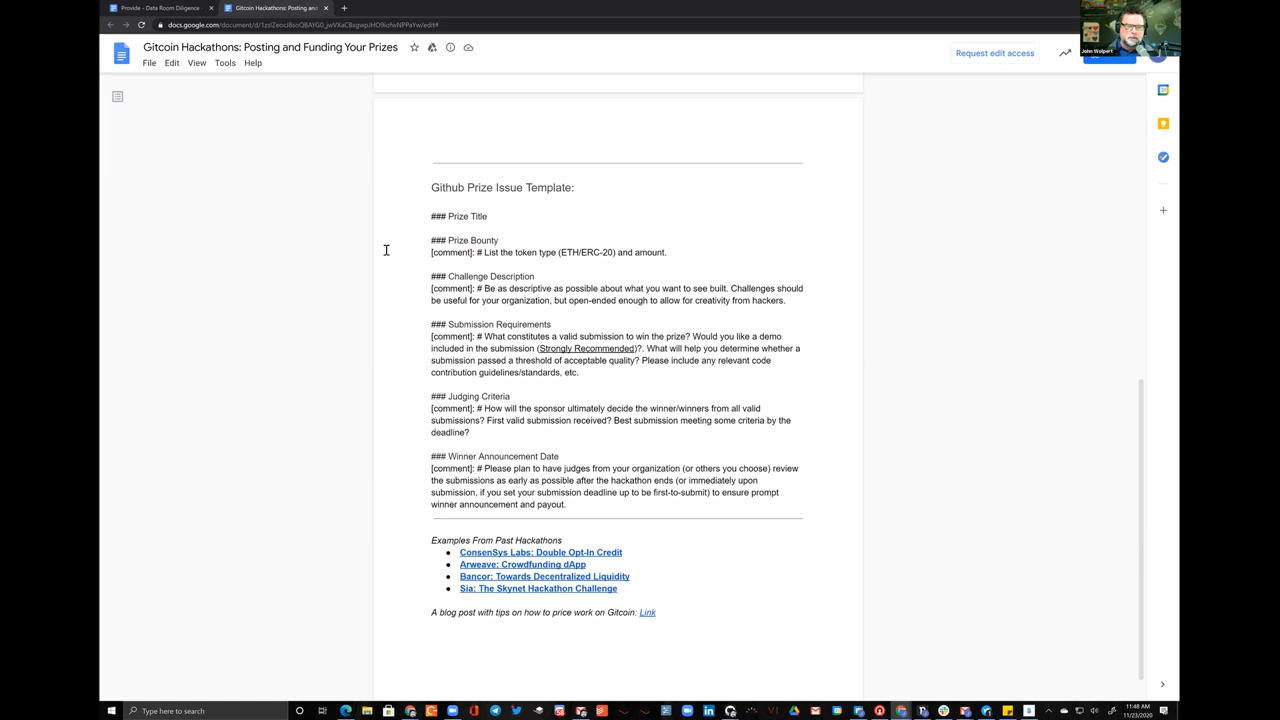 Provide - Data Room Diligence
Gitcoin Hackathons: Posting and
docs.google.com/document/d/
John Wolpert
Gitcoin Hackathons: Posting and Funding Your Prizes
Request edit access
File Edit View Tools Help
Github Prize Issue Template:
### Prize Title
### Prize Bounty
[comment]: # List the token type (ETH/ERC-20) and amount.
### Challenge Description
[comment]: # Be as descriptive as possible about what you want to see built. Challenges should
be useful for your organization, but open-ended enough to allow for creativity from hackers.
### Submission Requirements
[comment]: # What constitutes a valid submission to win the prize? Would you like a demo
included in the submission (Strongly Recommended)?. What will help you determine whether a
submission passed a threshold of acceptable quality? Please include any relevant code
contribution guidelines/standards, etc.
### Judging Criteria
[comment]: # How will the sponsor ultimately decide the winner/winners from all valid
submissions? First valid submission received? Best submission meeting some criteria by the
deadline?
### Winner Announcement Date
[comment]: # Please plan to have judges from your organization (or others you choose) review
the submissions as early as possible after the hackathon ends (or immediately upon
submission, if you set your submission deadline up to be first-to-submit) to ensure prompt
winner announcement and payout.
Examples From Past Hackathons
● ConsenSys Labs: Double Opt-In Credit
● Arweave: Crowdfunding dApp
● Bancor: Towards Decentralized Liquidity
● Sia: The Skynet Hackathon Challenge
A blog post with tips on how to price work on Gitcoin: Link
Type here to search
11:48 AM
11/23/2020